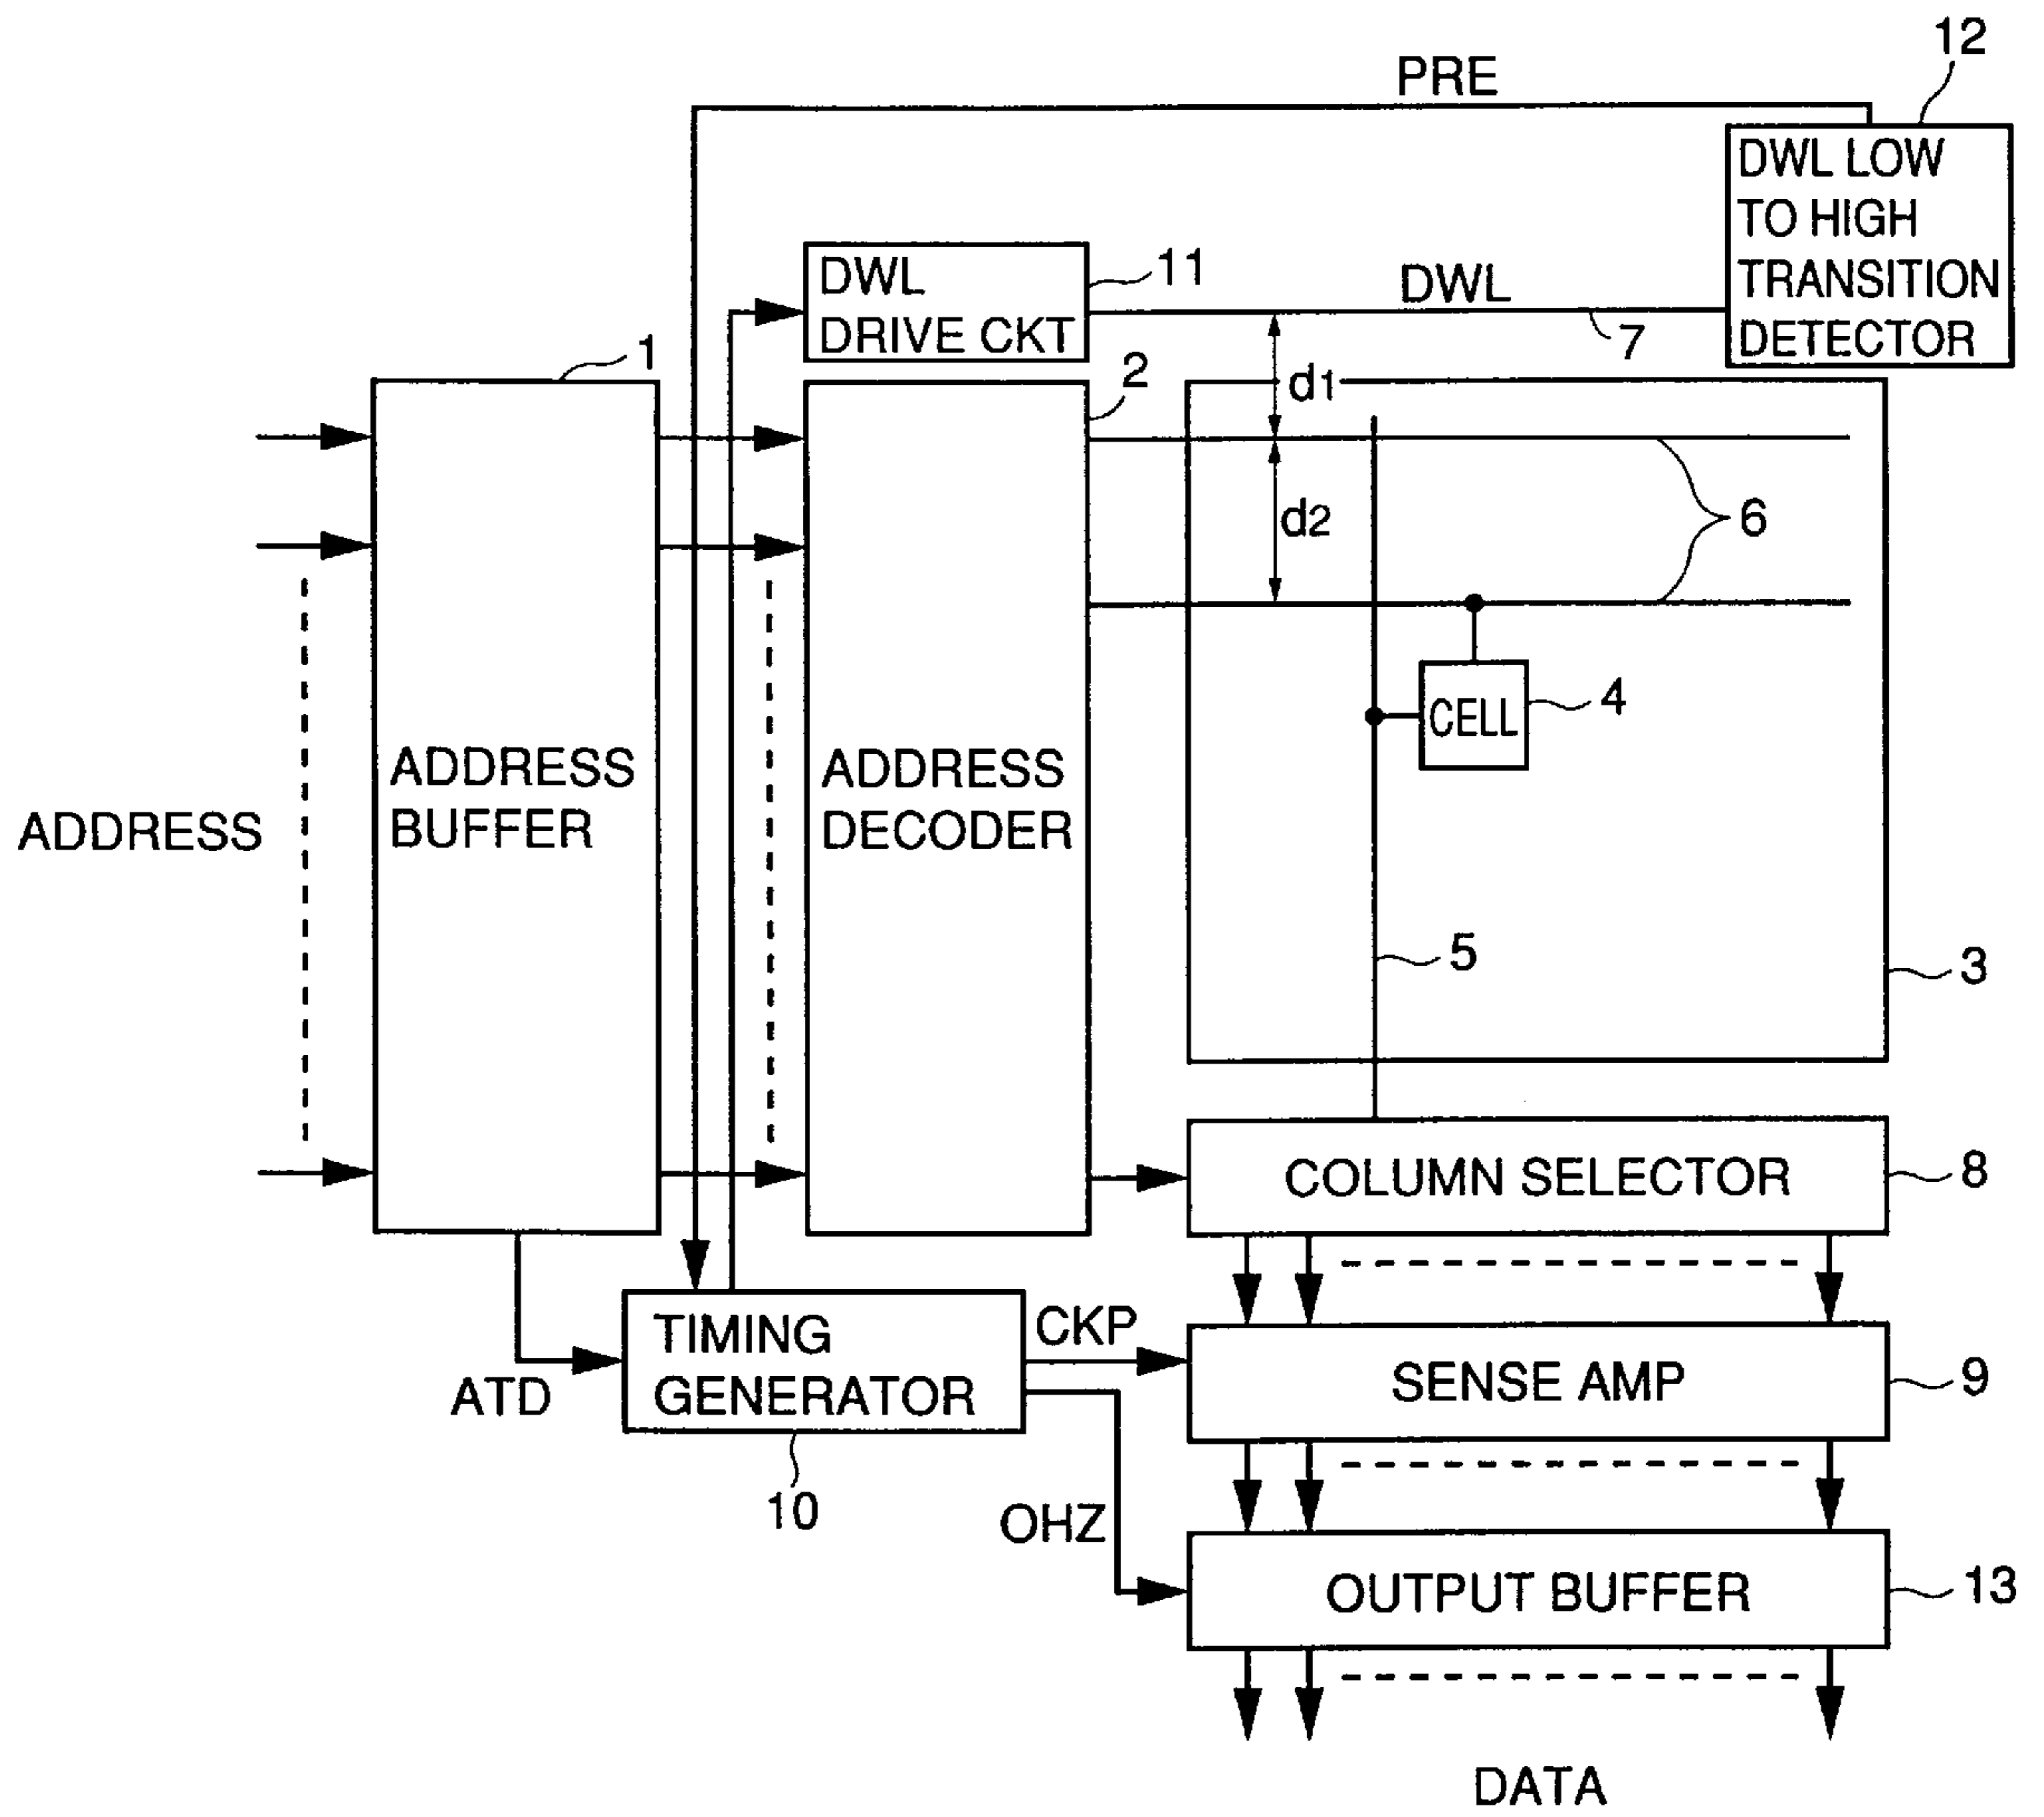 12
PRE
DWL LOW
TO HIGH
TRANSITION
DETECTOR
DWL
DRIVE CKT
11
DWL
7
1
2
d1
d2
6
CELL
4
ADDRESS
ADDRESS
BUFFER
ADDRESS
DECODER
5
3
COLUMN SELECTOR
8
TIMING
GENERATOR
CKP
ATD
SENSE AMP
9
10
OHZ
OUTPUT BUFFER
13
DATA